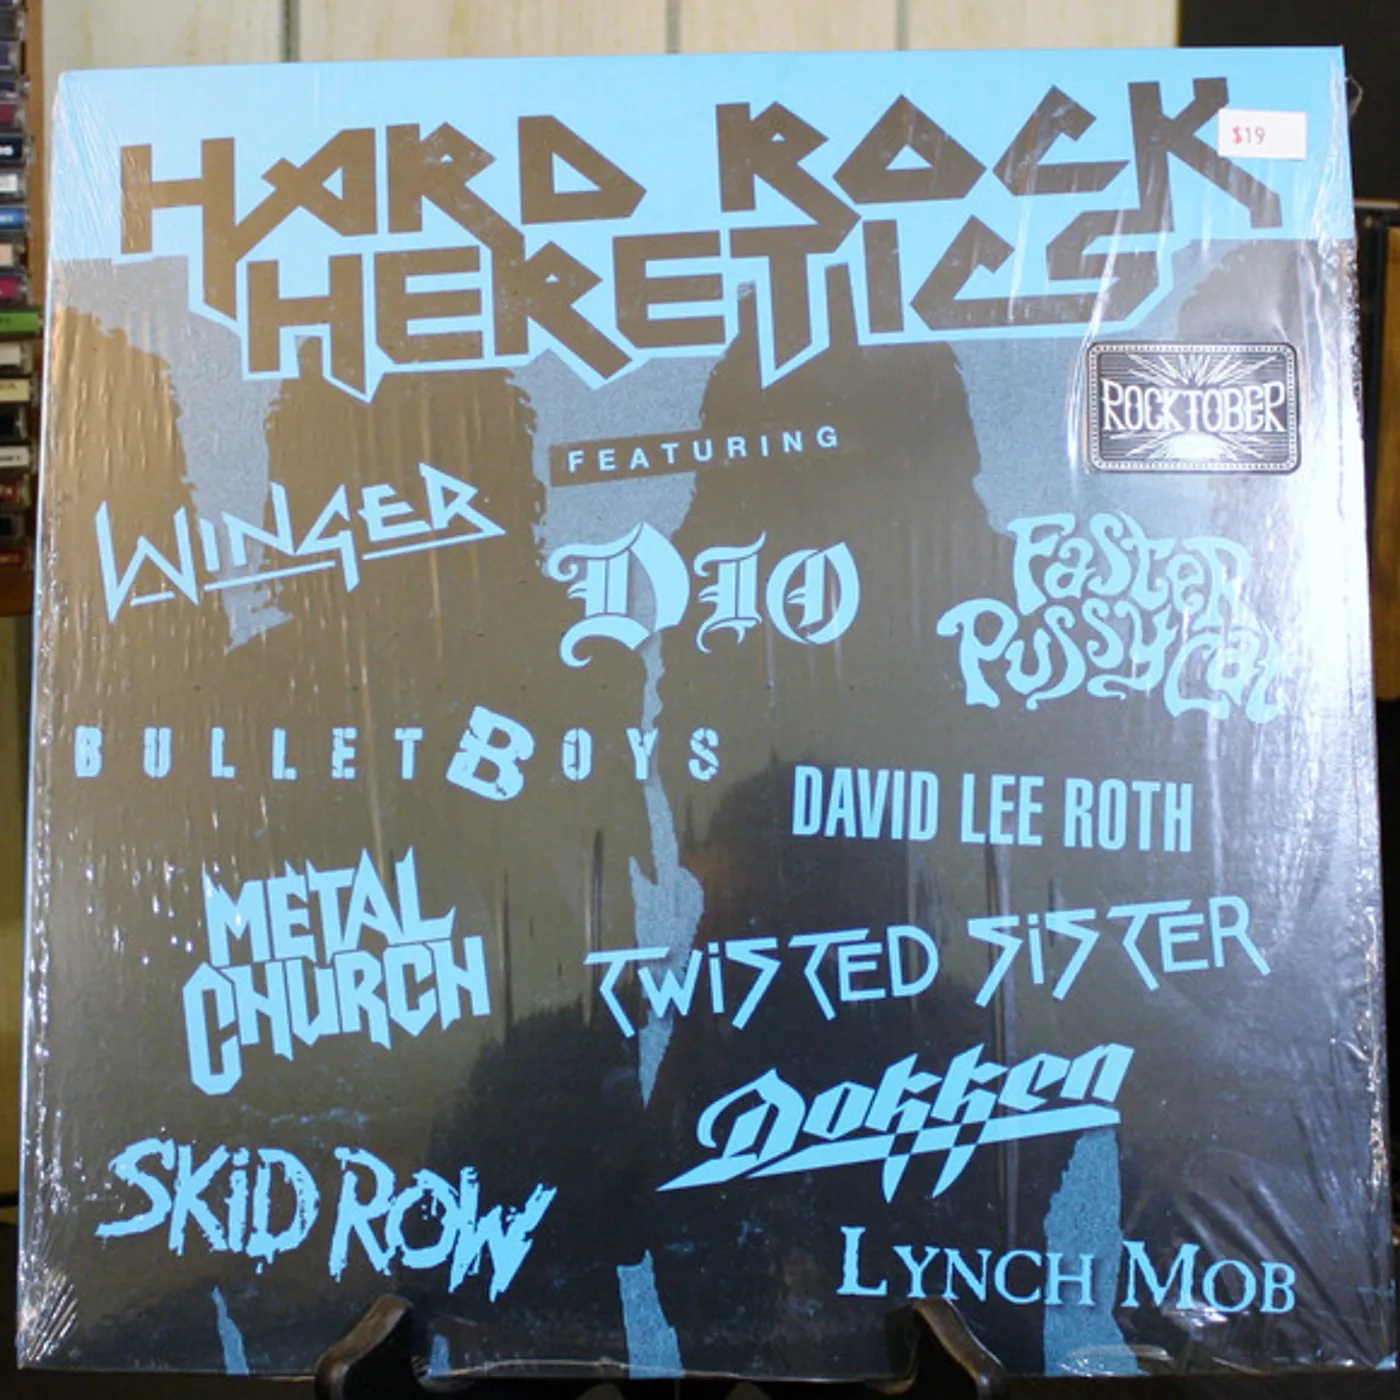 HARD ROCK
$19
HERETICS
ROCKTOBER
FEATURING
WINGER
DIO
FASTER
PUSSYCAT
BULLETBOYS
DAVID LEE ROTH
METAL
CHURCH
TWiSTED SiSTER
DOKKEN
SKiD ROW
LYNCH MOB